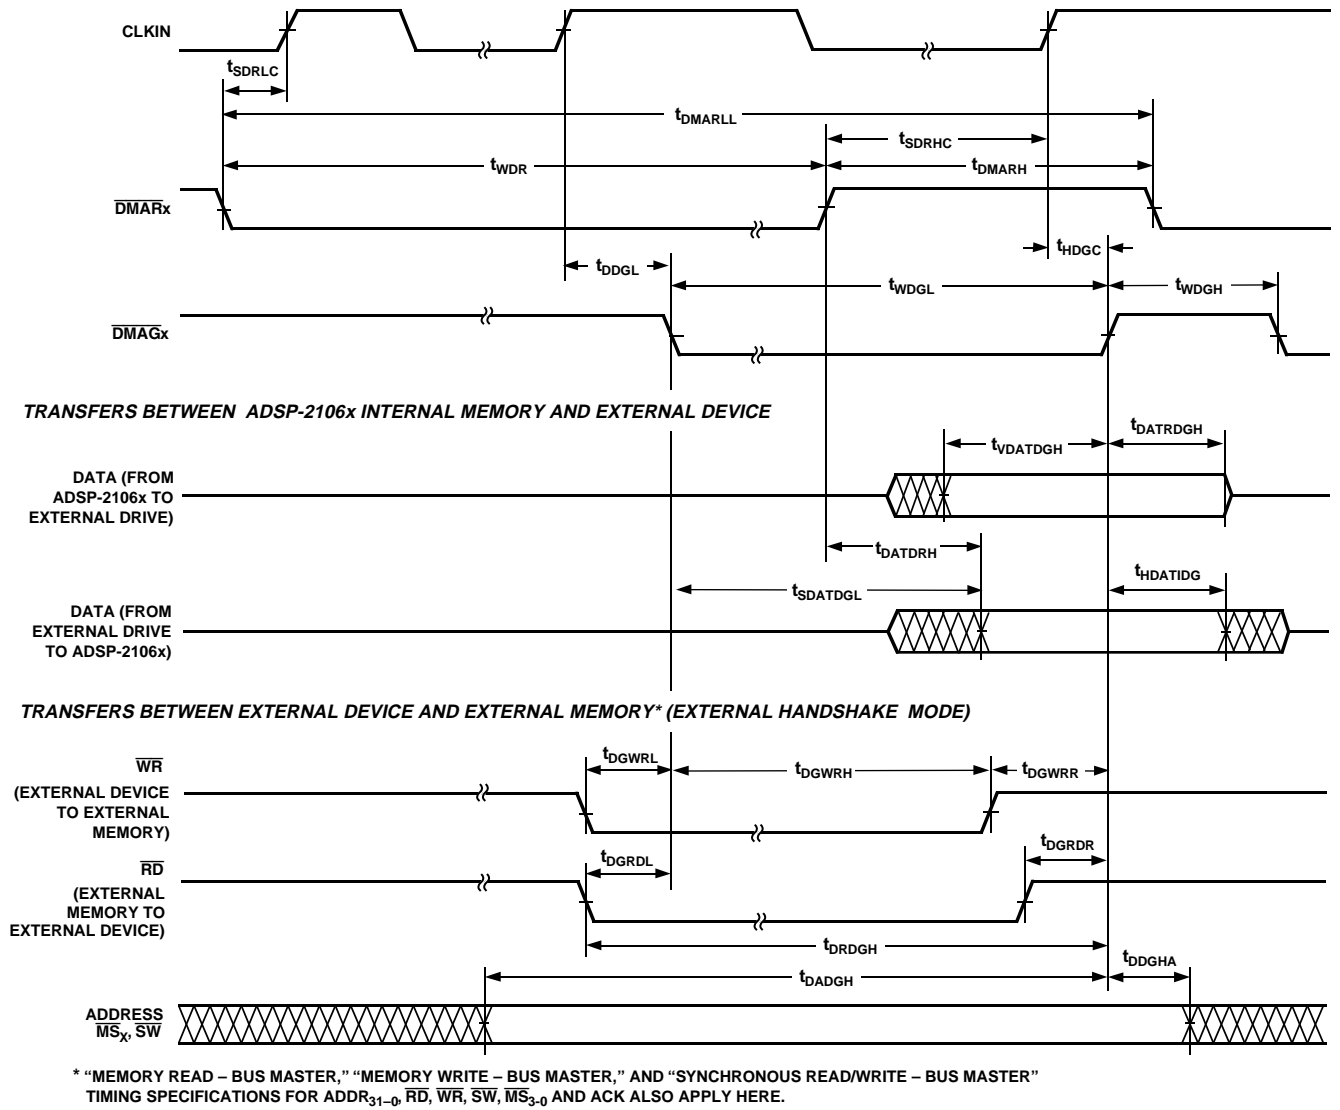 CLKIN
tSDRLC
tDMARLL
tSDRHC
tWDR
tDMARH
DMARx
tHDGC
tDDGL
tWDGL
tWDGH
DMAGx
TRANSFERS BETWEEN ADSP-2106x INTERNAL MEMORY AND EXTERNAL DEVICE
tDATRDGH
tVDATDGH
DATA (FROM
ADSP-2106x TO
EXTERNAL DRIVE)
tDATDRH
tHDATIDG
tSDATDGL
DATA (FROM
EXTERNAL DRIVE
TO ADSP-2106x)
TRANSFERS BETWEEN EXTERNAL DEVICE AND EXTERNAL MEMORY* (EXTERNAL HANDSHAKE MODE)
WR
tDGWRL
tDGWRH
tDGWRR
(EXTERNAL DEVICE
TO EXTERNAL
MEMORY)
tDGRDR
RD
tDGRDL
(EXTERNAL
MEMORY TO
EXTERNAL DEVICE)
tDRDGH
tDDGHA
tDADGH
ADDRESS
MSX, SW
* “MEMORY READ – BUS MASTER,” “MEMORY WRITE – BUS MASTER,” AND “SYNCHRONOUS READ/WRITE – BUS MASTER”
TIMING SPECIFICATIONS FOR ADDR31–0, RD, WR, SW, MS3-0 AND ACK ALSO APPLY HERE.